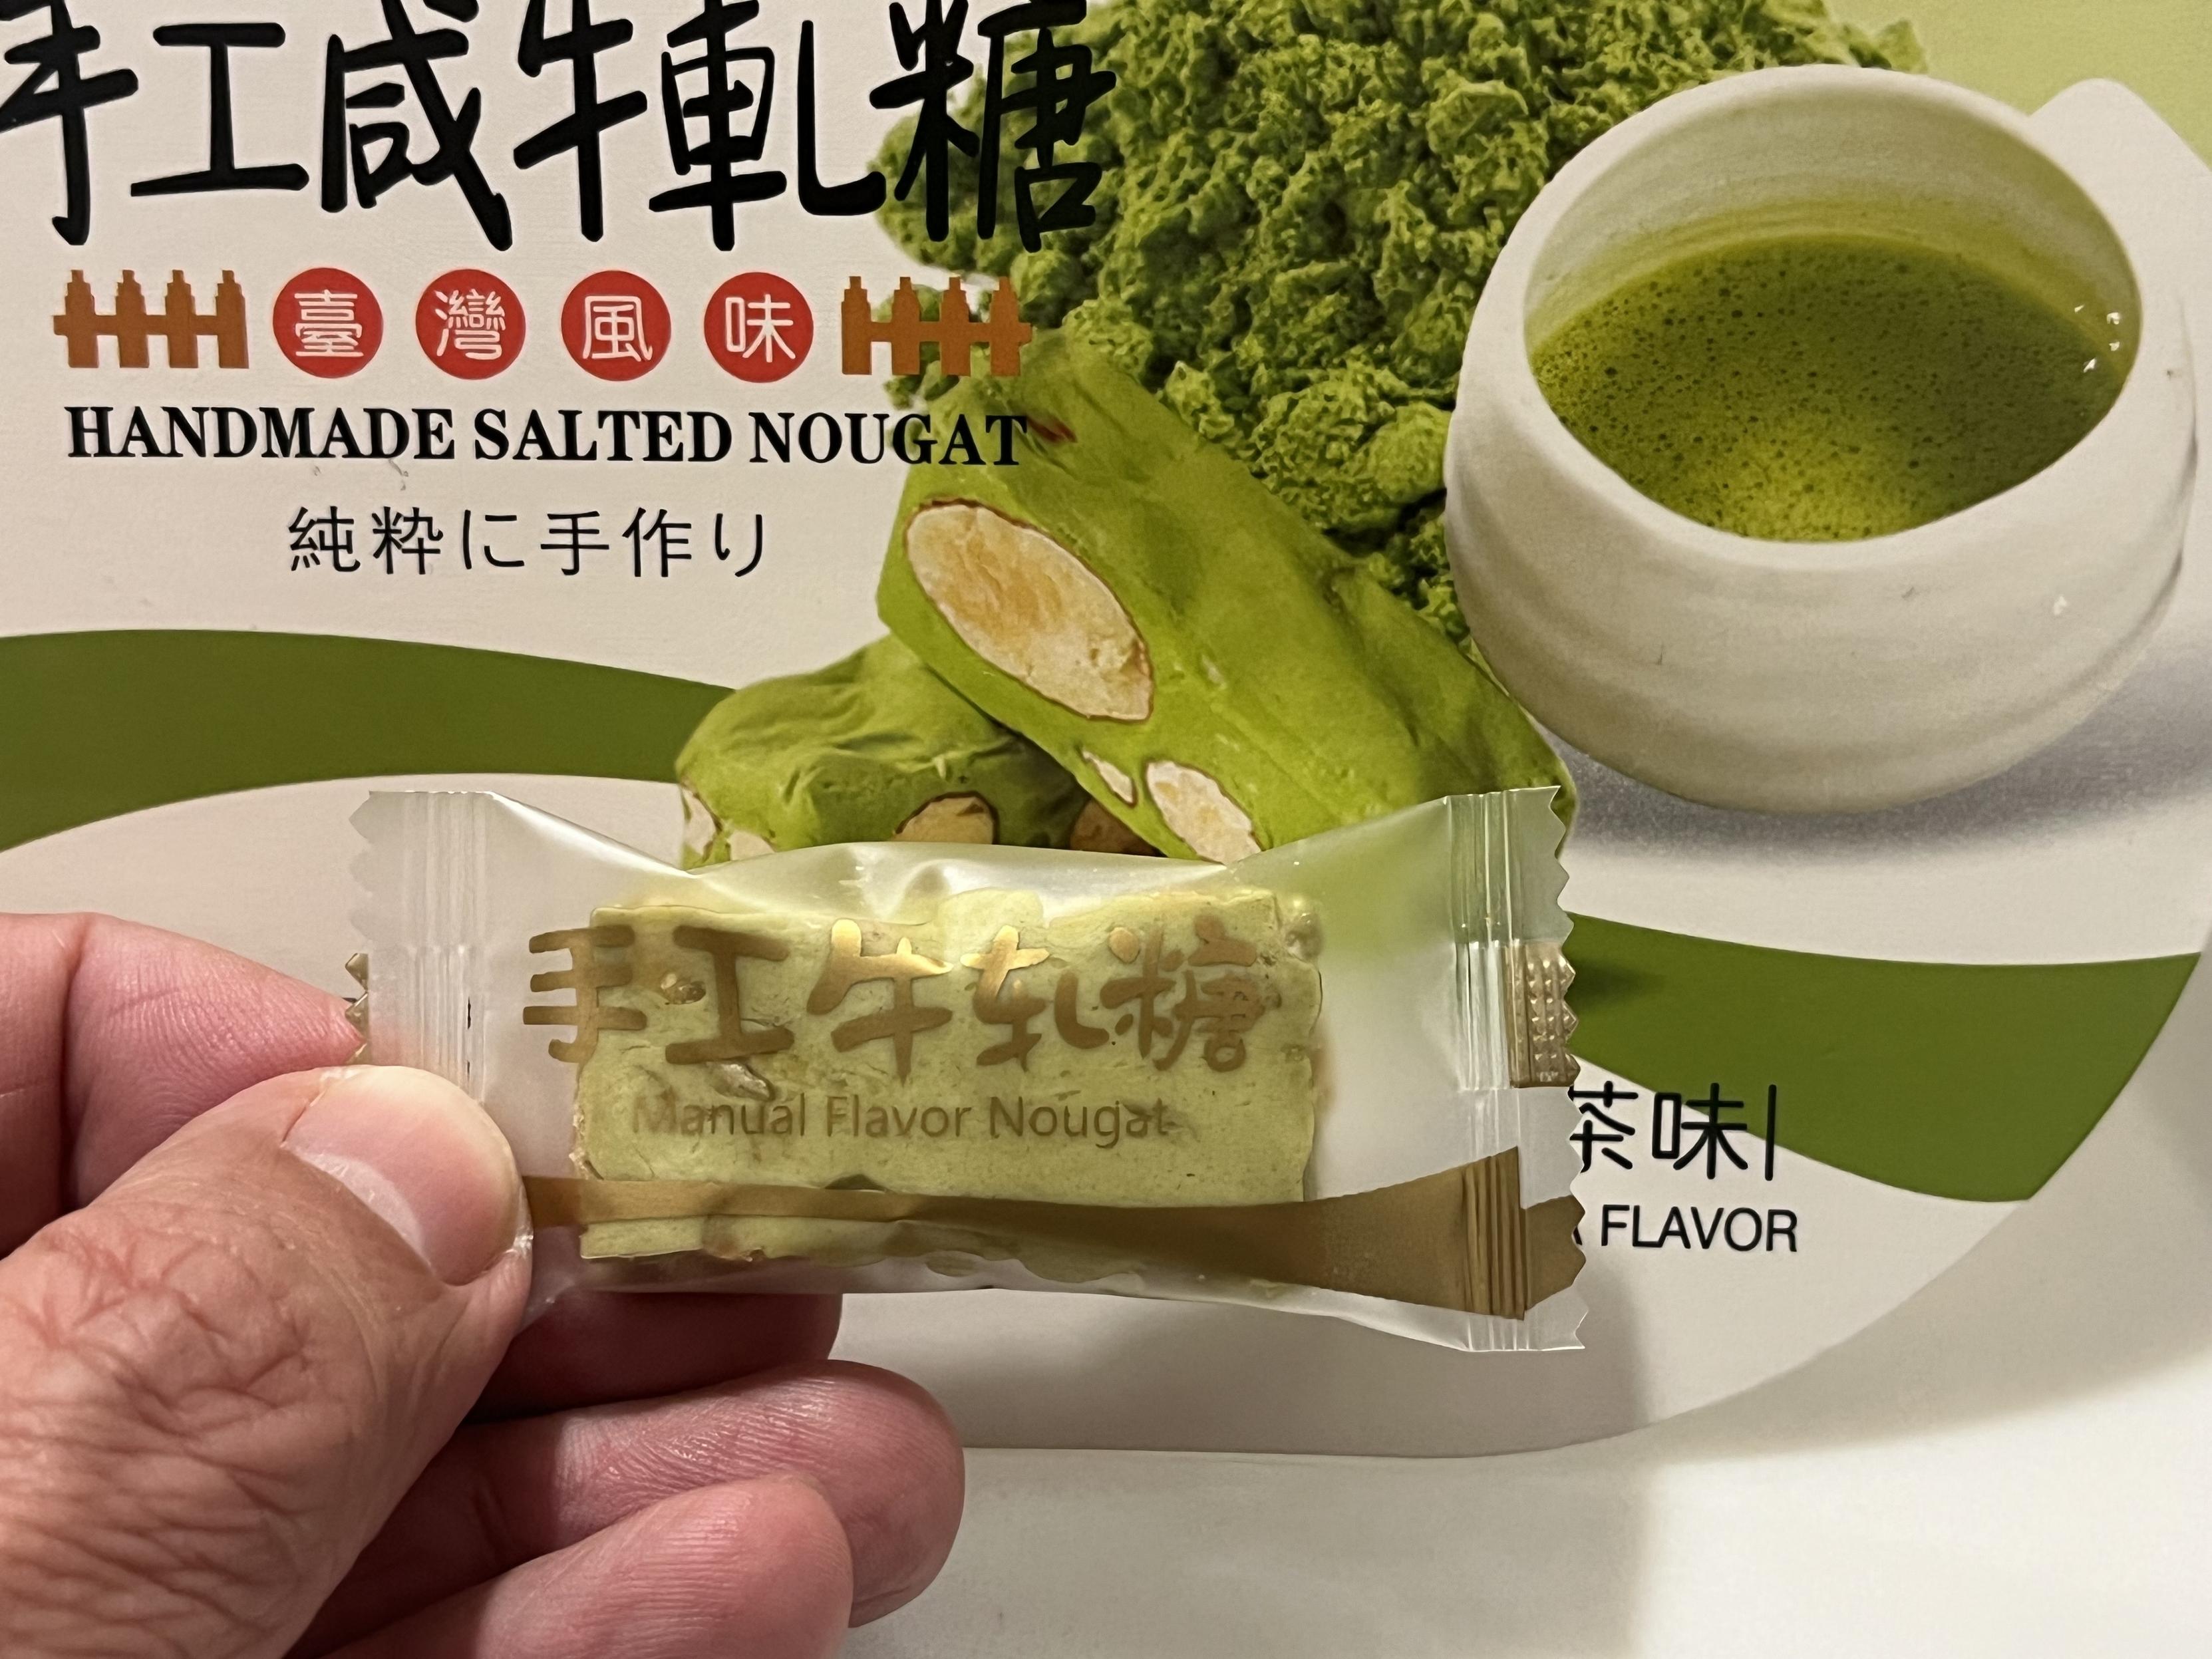 手工咸牛軋糖
臺灣風味
HANDMADE SALTED NOUGAT
純粋に手作り
手工牛轧糖
Manual Flavor Nougat
茶味
FLAVOR